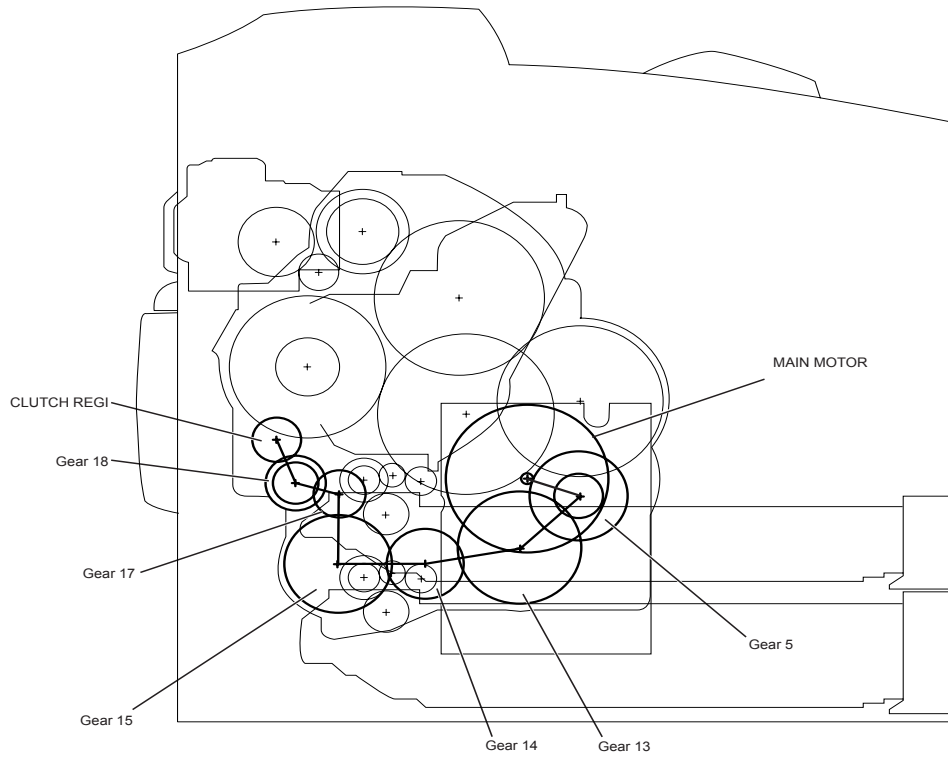 MAIN MOTOR
CLUTCH REGI
Gear 18
Gear 17
Gear 5
Gear 15
Gear 14
Gear 13